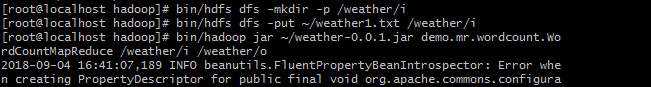 [root@localhost hadoop]# bin/hdfs dfs -mkdir -p /weather/i
[root@localhost hadoop]# bin/hdfs dfs -put ~/weather1.txt /weather/i
[root@localhost hadoop]# bin/hadoop jar ~/weather-0.0.1.jar demo.mr.wordcount.Wo
rdCountMapReduce /weather/i /weather/o
2018-09-04 16:41:07,189 INFO beanutils.FluentPropertyBeanIntrospector: Error whe
n creating PropertyDescriptor for public final void org.apache.commons.configura